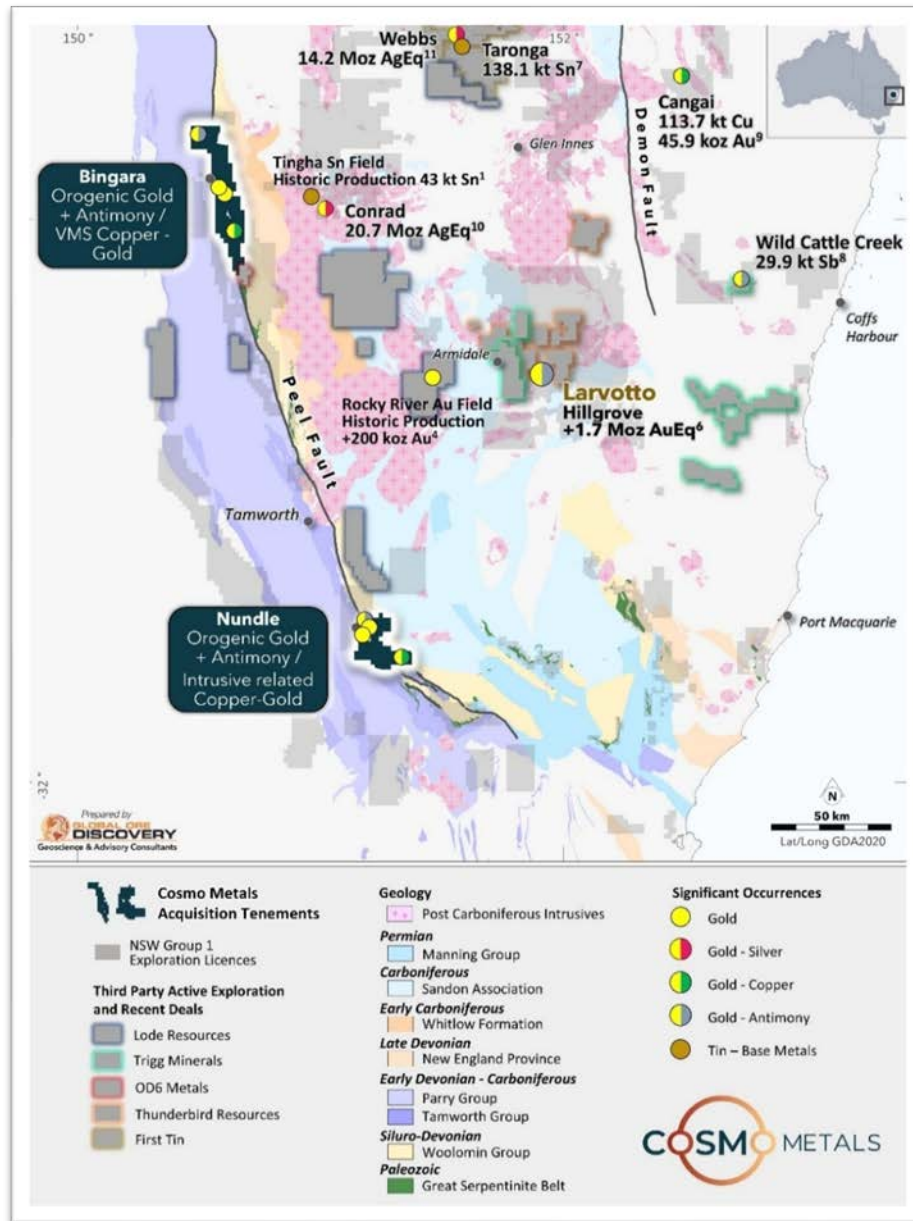 150 °
152
Webbs
14.2 Moz AgEq11
Taronga
138.1 kt Sn7
Cangai
113.7 kt Cu
45.9 koz Au9
Demon Fault
Glen Innes
Bingara
Orogenic Gold
+ Antimony /
VMS Copper -
Gold
Tingha Sn Field
Historic Production 43 kt Sn1
Conrad
20.7 Moz AgEq10
Wild Cattle Creek
29.9 kt Sb8
Coffs
Harbour
Armidale
Peel Fault
Rocky River Au Field
Historic Production
+200 koz Au4
Larvotto
Hillgrove
+1.7 Moz AuEq6
Tamworth
Nundle
Orogenic Gold
+ Antimony /
Intrusive related
Copper-Gold
Port Macquarie
-32 °
Prepared by
GLOBAL ORE
DISCOVERY
Geoscience & Advisory Consultants
N
50 km
Lat/Long GDA2020
Cosmo Metals
Acquisition Tenements
NSW Group 1
Exploration Licences
Third Party Active Exploration
and Recent Deals
Lode Resources
Trigg Minerals
OD6 Metals
Thunderbird Resources
First Tin
Geology
Post Carboniferous Intrusives
Permian
Manning Group
Carboniferous
Sandon Association
Early Carboniferous
Whitlow Formation
Late Devonian
New England Province
Early Devonian - Carboniferous
Parry Group
Tamworth Group
Siluro-Devonian
Woolomin Group
Paleozoic
Great Serpentinite Belt
Significant Occurrences
Gold
Gold - Silver
Gold - Copper
Gold - Antimony
Tin – Base Metals
COSMO METALS